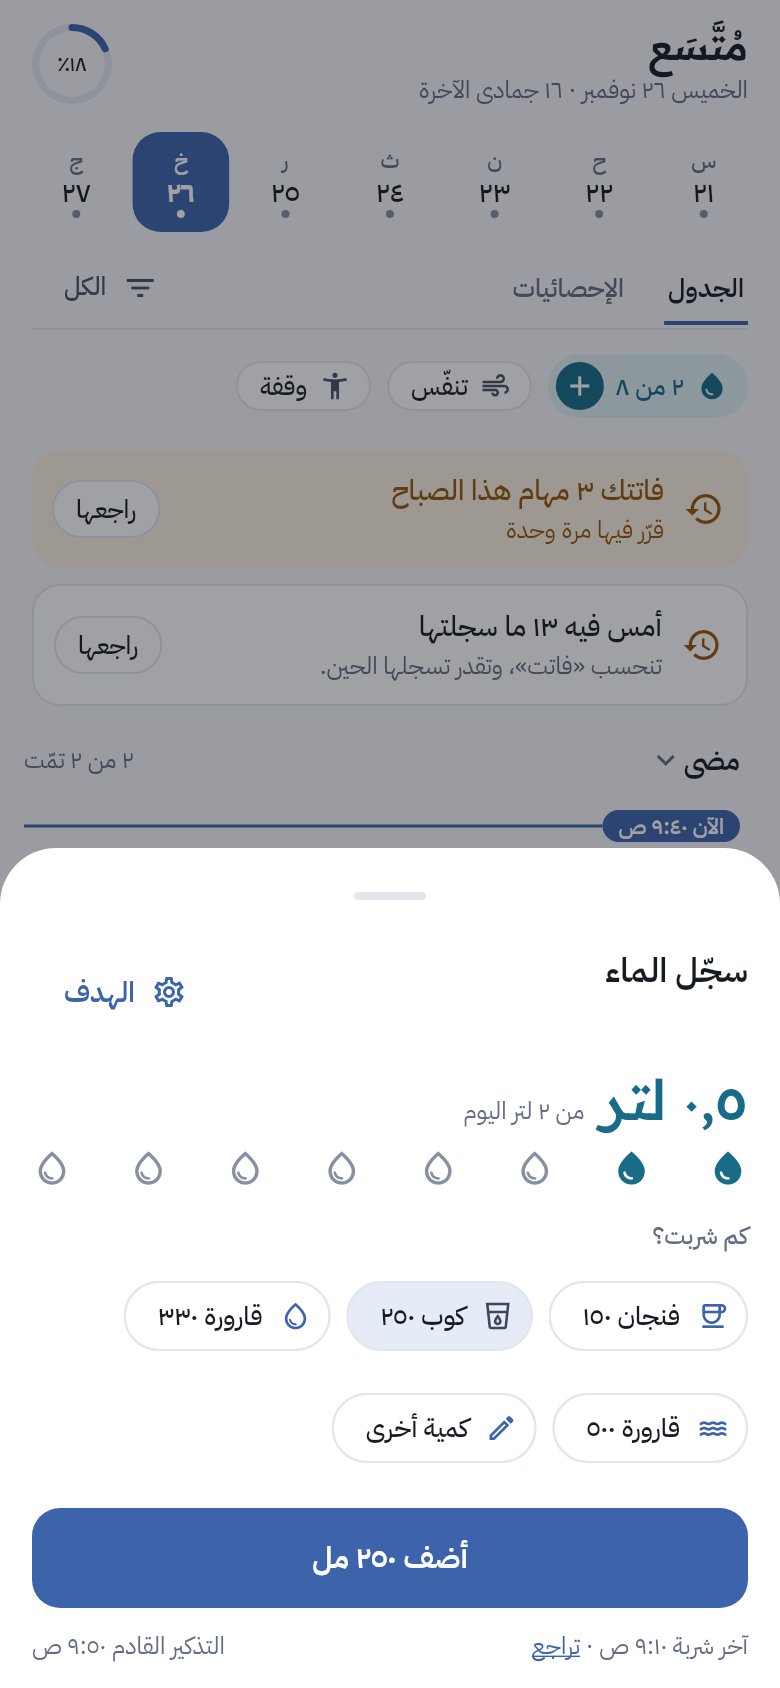 مُتَّسَع
٪١٨
الخميس ٢٦ نوفمبر · ١٦ جمادى الآخرة
س ح ن ث ر خ ج
٢١ ٢٢ ٢٣ ٢٤ ٢٥ ٢٦ ٢٧
الجدول الإحصائيات الكل
٢ من ٨ تنفّس وقفة
فاتتك ٣ مهام هذا الصباح
قرّر فيها مرة وحدة
راجعها
أمس فيه ١٣ ما سجلتها
تنحسب «فاتت»، وتقدر تسجلها الحين.
راجعها
مضى ٢ من ٢ تمّت
الآن ٩:٤٠ ص
سجّل الماء
الهدف
٠,٥ لتر من ٢ لتر اليوم
كم شربت؟
فنجان ١٥٠ كوب ٢٥٠ قارورة ٣٣٠
قارورة ٥٠٠ كمية أخرى
أضف ٢٥٠ مل
آخر شربة ٩:١٠ ص · تراجع التذكير القادم ٩:٥٠ ص